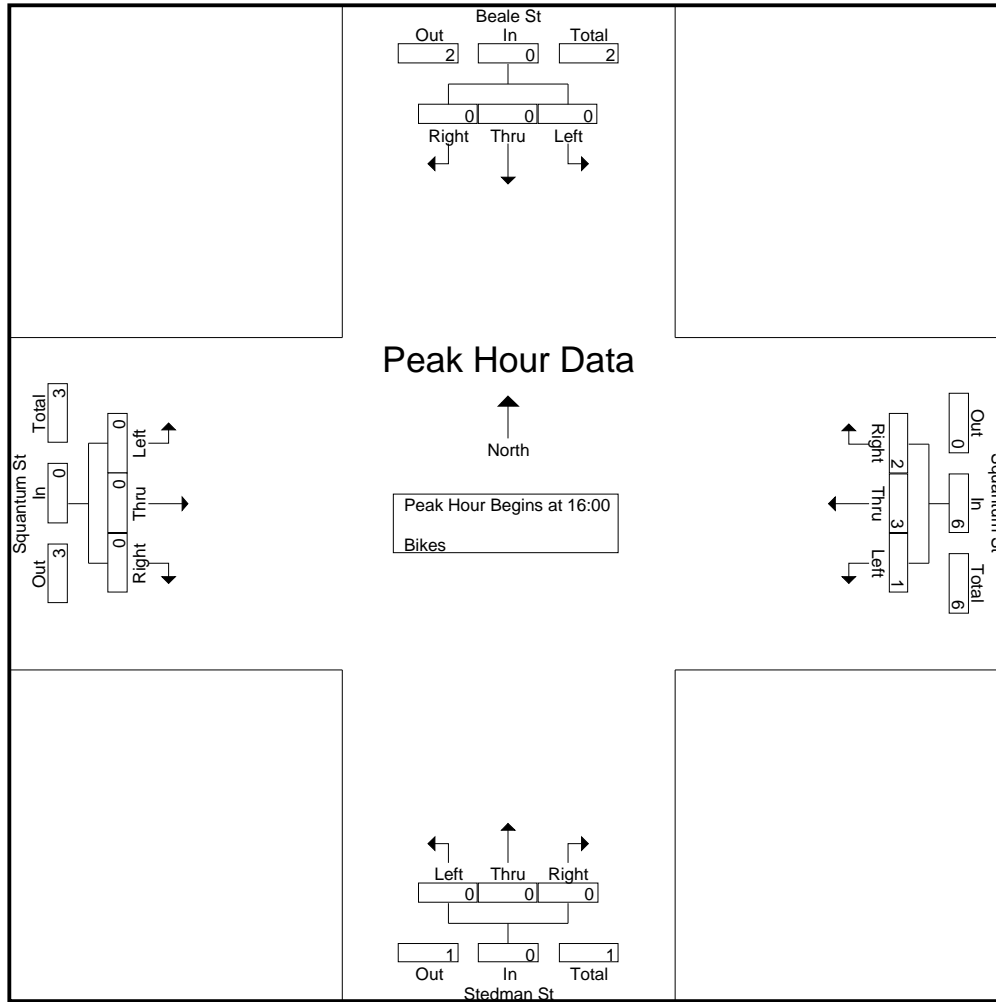 Beale St
Out In Total
2 0 2
0 0 0
Right Thru Left
Peak Hour Data
North
Peak Hour Begins at 16:00
Bikes
Squantum St
Total In Out
3 0 3
0 0 0
Left Thru Right
Right Thru Left
2 3 1
Out In Total
0 6 6
Squantum St
Left Thru Right
0 0 0
1 0 1
Out In Total
Stedman St